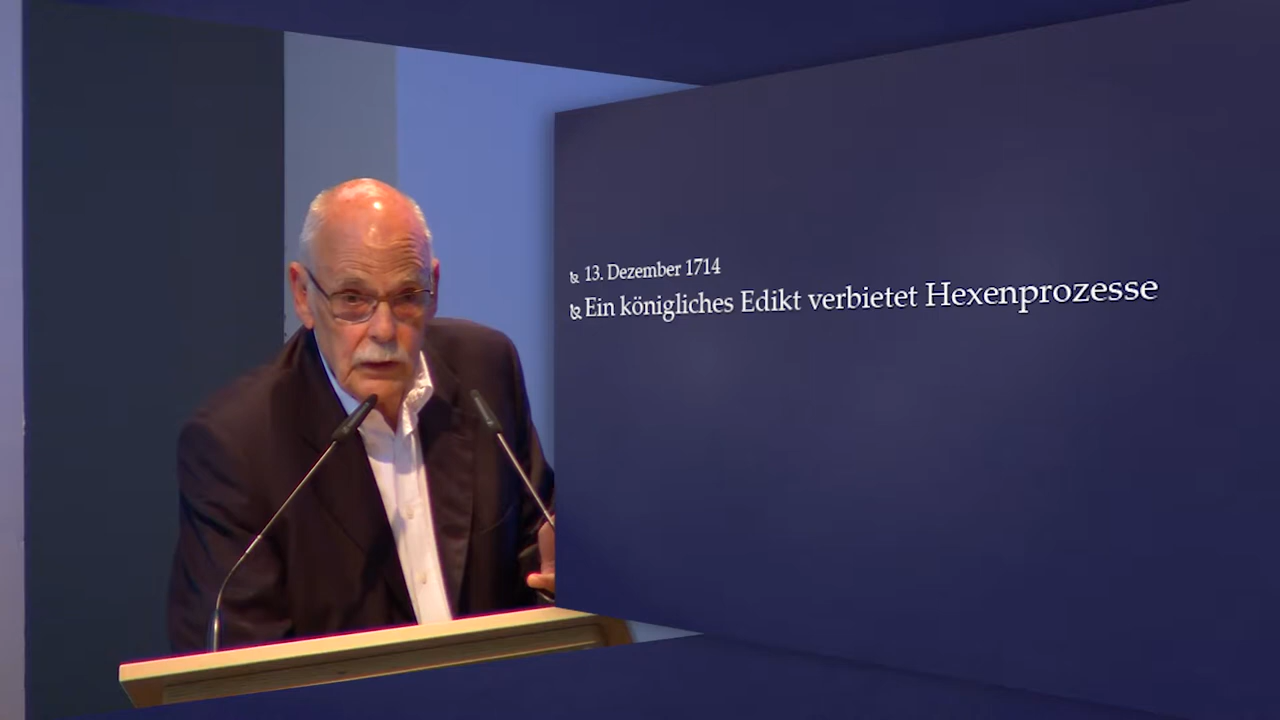 13. Dezember 1714
Ein königliches Edikt verbietet Hexenprozesse